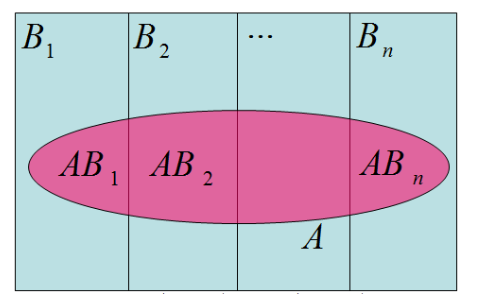 B₁ B₂ ... Bₙ
AB₁ AB₂ ABₙ
A